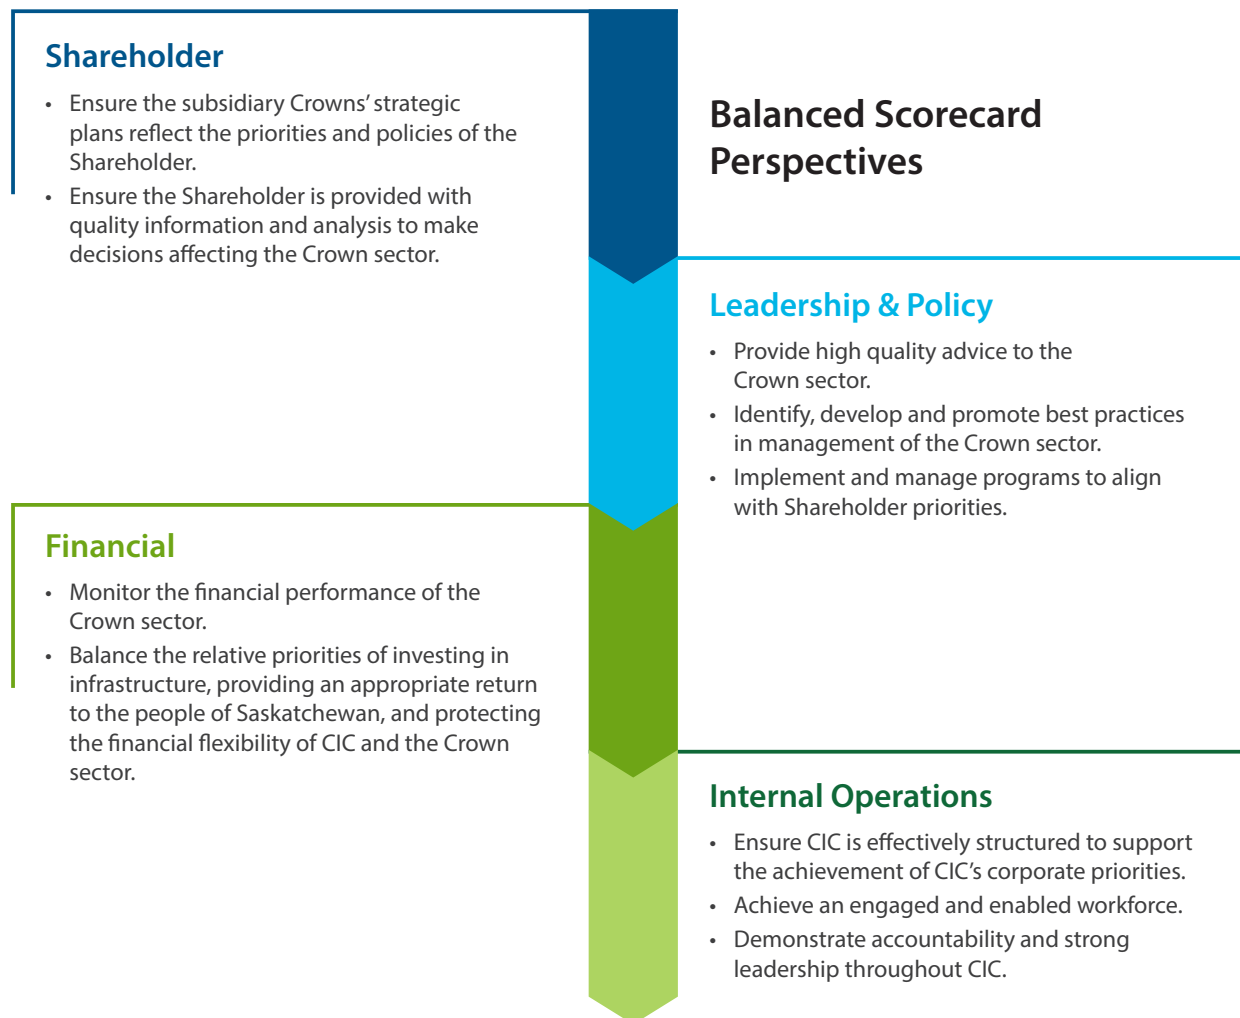 Shareholder
• Ensure the subsidiary Crowns’ strategic
plans reflect the priorities and policies of the
Shareholder.
• Ensure the Shareholder is provided with
quality information and analysis to make
decisions affecting the Crown sector.
Balanced Scorecard
Perspectives
Leadership & Policy
• Provide high quality advice to the
Crown sector.
• Identify, develop and promote best practices
in management of the Crown sector.
• Implement and manage programs to align
with Shareholder priorities.
Financial
• Monitor the financial performance of the
Crown sector.
• Balance the relative priorities of investing in
infrastructure, providing an appropriate return
to the people of Saskatchewan, and protecting
the financial flexibility of CIC and the Crown
sector.
Internal Operations
• Ensure CIC is effectively structured to support
the achievement of CIC’s corporate priorities.
• Achieve an engaged and enabled workforce.
• Demonstrate accountability and strong
leadership throughout CIC.